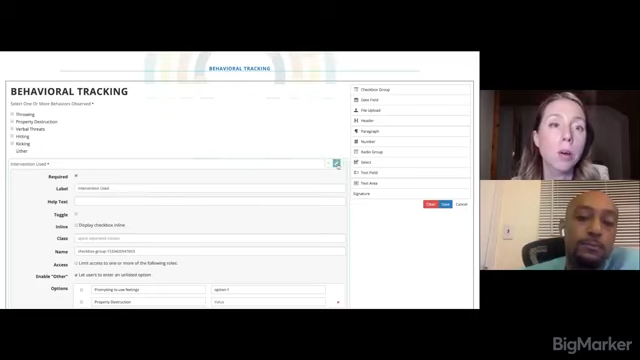 BEHAVIORAL TRACKING
BEHAVIORAL TRACKING
Select One Or More Behaviors Observed *
Throwing
Property Destruction
Verbal Threats
Hitting
Kicking
Other
Intervention Used *
Required
Label
Intervention Used
Help Text
Toggle
Inline
Display checkbox inline
Class
space separated classes
Name
Access
Limit access to one or more of the following roles:
Enable "Other"
Let users to enter an unlisted option
Options
Prompting to use feelings
option-1
Property Destruction
Value
Checkbox Group
Date Field
File Upload
Header
Paragraph
Number
Radio Group
Select
Text Field
Text Area
Signature
Clear
Save
Cancel
BigMarker